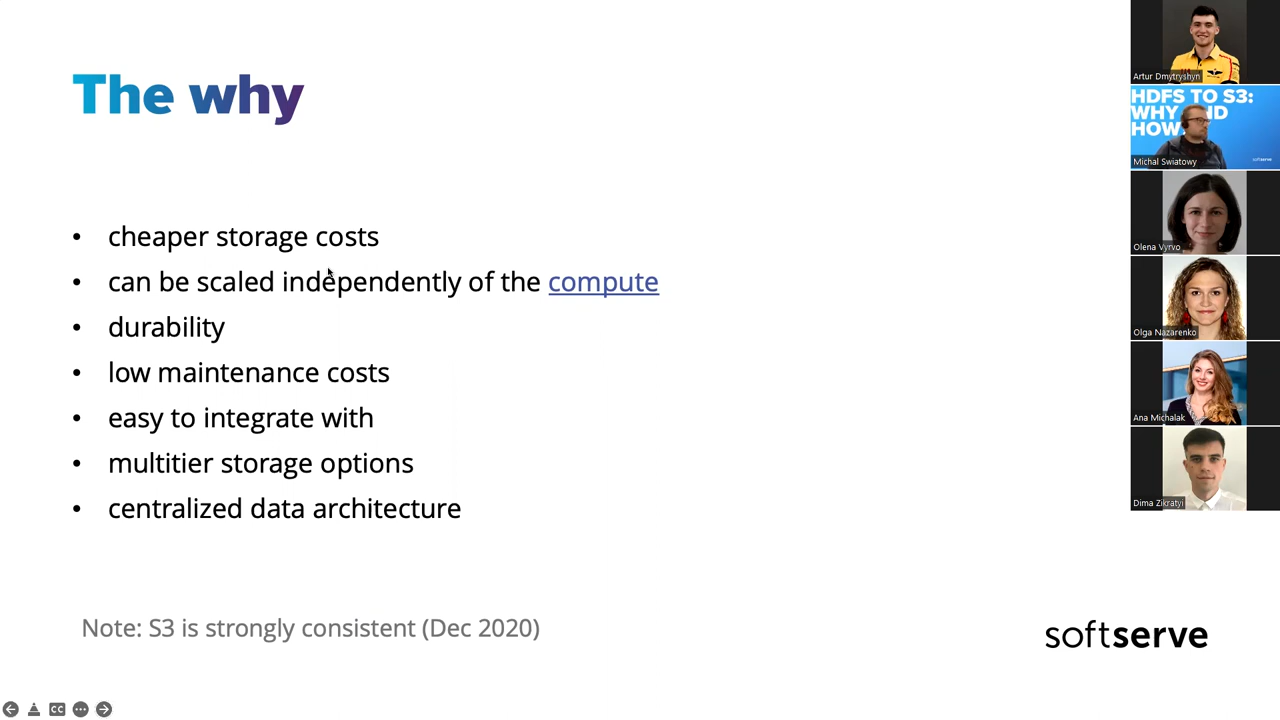 The why
• cheaper storage costs
• can be scaled independently of the compute
• durability
• low maintenance costs
• easy to integrate with
• multitier storage options
• centralized data architecture
Note: S3 is strongly consistent (Dec 2020)
softserve
CC
Artur Dmytryshyn
HDFS TO S3:
WHY AND
HOW
softserve
Michal Swiatowy
Olena Vyrvo
Olga Nazarenko
Ana Michalak
Dima Zikratyi